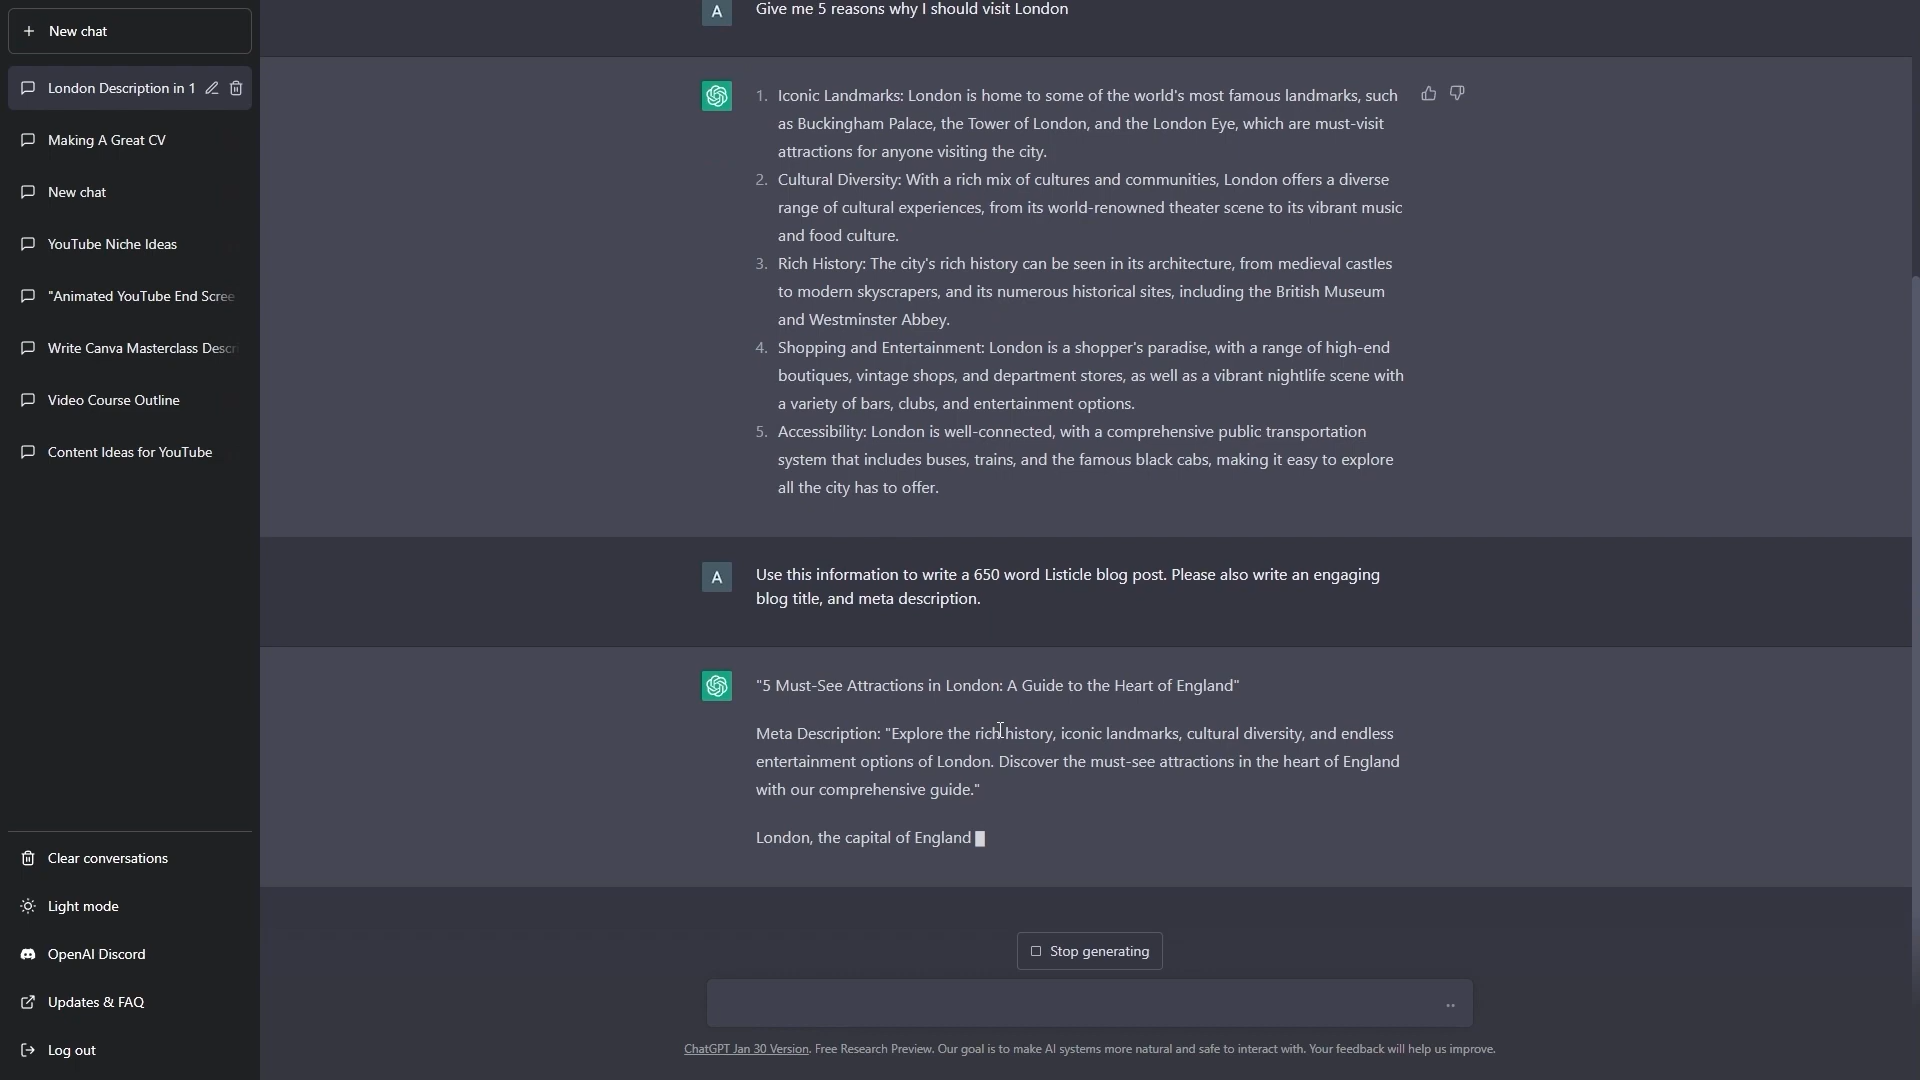 New chat
London Description in 1
Making A Great CV
New chat
YouTube Niche Ideas
"Animated YouTube End Scree
Write Canva Masterclass Descri
Video Course Outline
Content Ideas for YouTube
Clear conversations
Light mode
OpenAI Discord
Updates & FAQ
Log out
A
Give me 5 reasons why I should visit London
1. Iconic Landmarks: London is home to some of the world's most famous landmarks, such
as Buckingham Palace, the Tower of London, and the London Eye, which are must-visit
attractions for anyone visiting the city.
2. Cultural Diversity: With a rich mix of cultures and communities, London offers a diverse
range of cultural experiences, from its world-renowned theater scene to its vibrant music
and food culture.
3. Rich History: The city's rich history can be seen in its architecture, from medieval castles
to modern skyscrapers, and its numerous historical sites, including the British Museum
and Westminster Abbey.
4. Shopping and Entertainment: London is a shopper's paradise, with a range of high-end
boutiques, vintage shops, and department stores, as well as a vibrant nightlife scene with
a variety of bars, clubs, and entertainment options.
5. Accessibility: London is well-connected, with a comprehensive public transportation
system that includes buses, trains, and the famous black cabs, making it easy to explore
all the city has to offer.
A
Use this information to write a 650 word Listicle blog post. Please also write an engaging
blog title, and meta description.
"5 Must-See Attractions in London: A Guide to the Heart of England"
Meta Description: "Explore the rich history, iconic landmarks, cultural diversity, and endless
entertainment options of London. Discover the must-see attractions in the heart of England
with our comprehensive guide."
London, the capital of England
Stop generating
ChatGPT Jan 30 Version. Free Research Preview. Our goal is to make AI systems more natural and safe to interact with. Your feedback will help us improve.